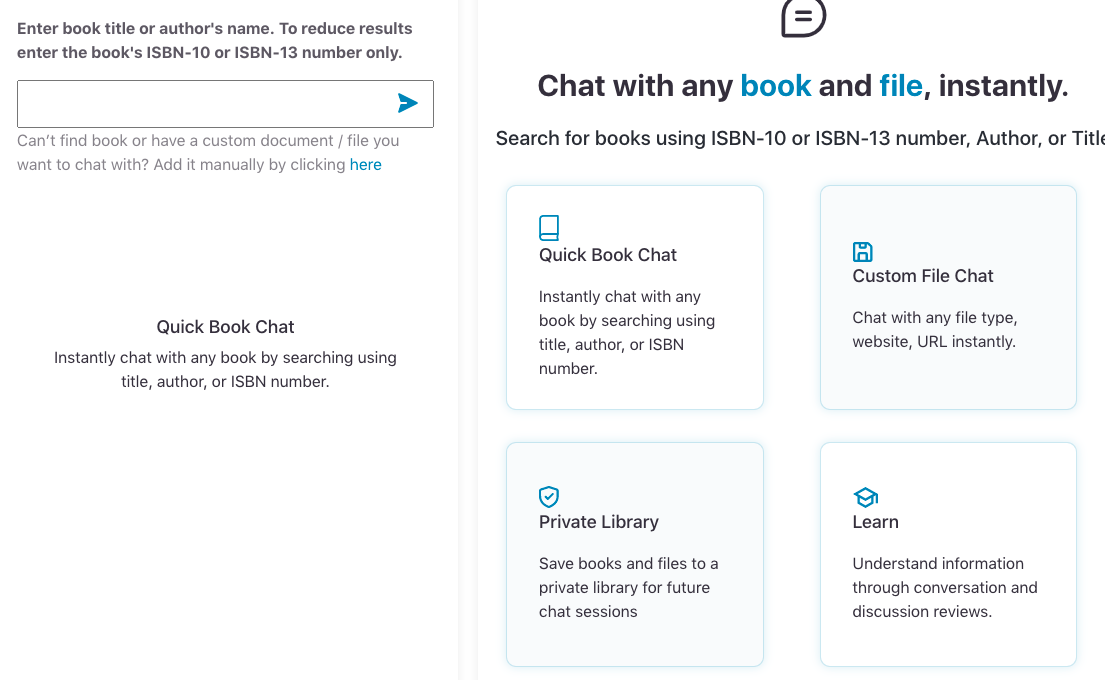 Enter book title or author's name. To reduce results
enter the book's ISBN-10 or ISBN-13 number only.
Can’t find book or have a custom document / file you
want to chat with? Add it manually by clicking here
Quick Book Chat
Instantly chat with any book by searching using
title, author, or ISBN number.
Chat with any book and file, instantly.
Search for books using ISBN-10 or ISBN-13 number, Author, or Title
Quick Book Chat
Instantly chat with any
book by searching using
title, author, or ISBN
number.
Custom File Chat
Chat with any file type,
website, URL instantly.
Private Library
Save books and files to a
private library for future
chat sessions
Learn
Understand information
through conversation and
discussion reviews.